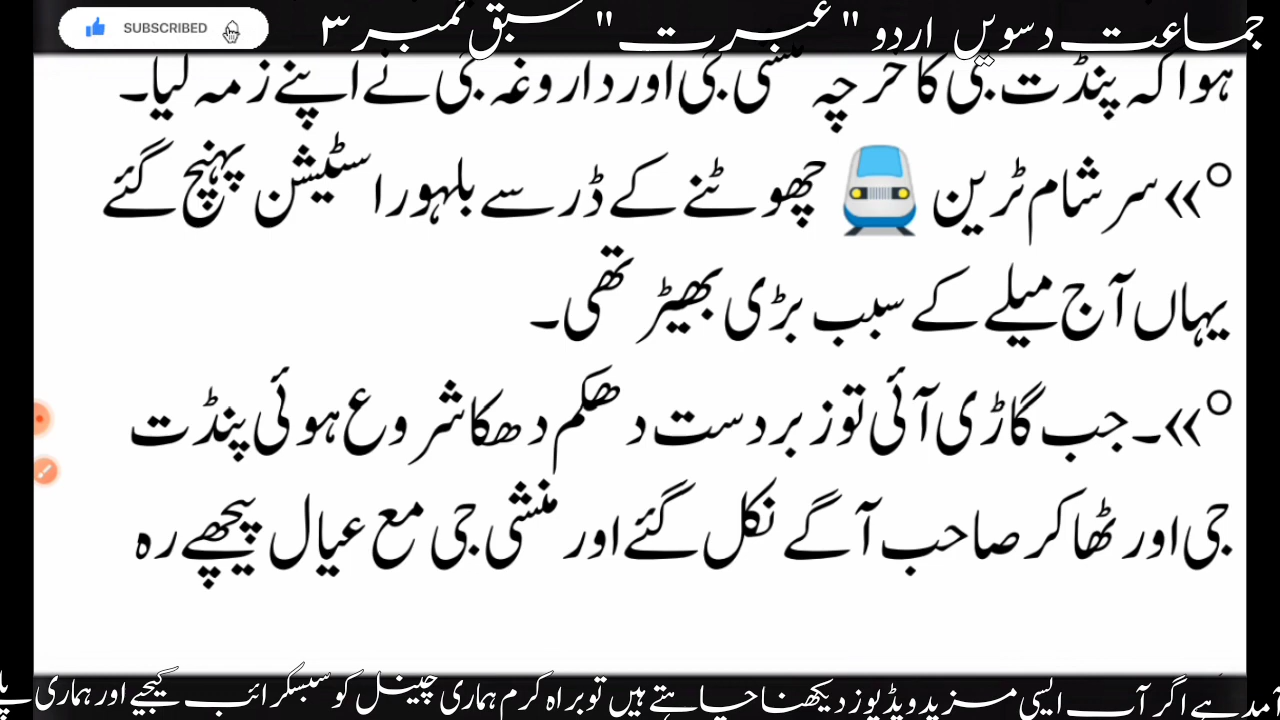 SUBSCRIBED
جماعت دسویں اردو "عبرت" سبق نمبر ۳
ہوا کہ پنڈت جی کا خرچہ منشی جی اور داروغہ جی نے اپنے زمہ لیا۔
°»سر شام ٹرین 🚆 چھوٹنے کے ڈر سے بلہور اسٹیشن پہنچ گئے
یہاں آج میلے کے سبب بڑی بھیڑ تھی۔
°»۔جب گاڑی آئی تو زبردست دھکم دھکا شروع ہوئی پنڈت
جی اور ٹھاکر صاحب آگے نکل گئے اور منشی جی مع عیال پیچھے رہ
ہے اگر آپ ایسی مزید ویڈیوز دیکھنا چاہتے ہیں تو براہ کرم ہماری چینل کو سبسکرائب کیجیے اور ہماری